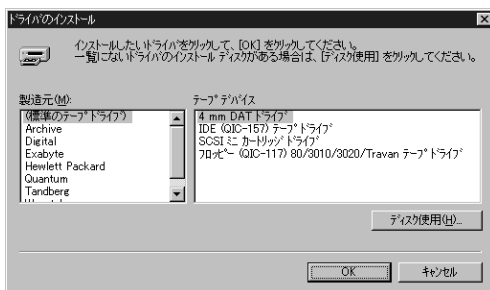 ドライバのインストール
インストールしたいドライバをクリックして、[OK] をクリックしてください。
一覧にないドライバのインストール ディスクがある場合は、[ディスク使用] をクリックしてください。
製造元(M):
テープ デバイス
(標準のテープ ドライブ)
Archive
Digital
Exabyte
Hewlett Packard
Quantum
Tandberg
4 mm DAT ドライブ
IDE (QIC-157) テープ ドライブ
SCSI ミニ カートリッジ ドライブ
フロッピー (QIC-117) 80/3010/3020/Travan テープ ドライブ
ディスク使用(H)...
OK
キャンセル